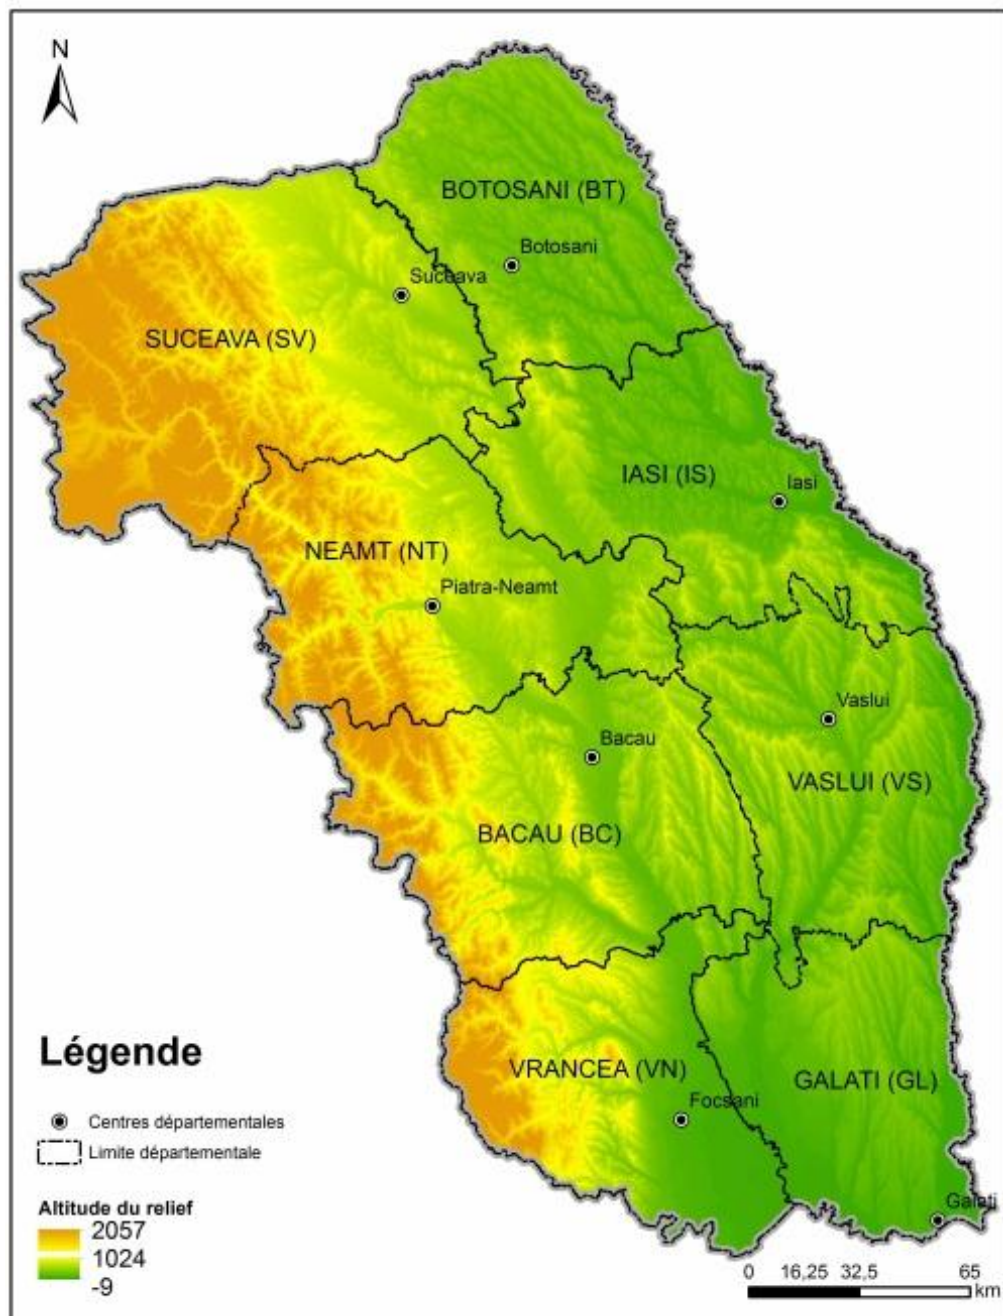 N
BOTOSANI (BT)
Botosani
Suceava
SUCEAVA (SV)
IASI (IS)
Iasi
NEAMT (NT)
Piatra-Neamt
Vaslui
Bacau
VASLUI (VS)
BACAU (BC)
Légende
VRANCEA (VN)
GALATI (GL)
Focsani
Centres départementales
Limite départementale
Altitude du relief
2057
1024
-9
Galati
0 16,25 32,5 65
km